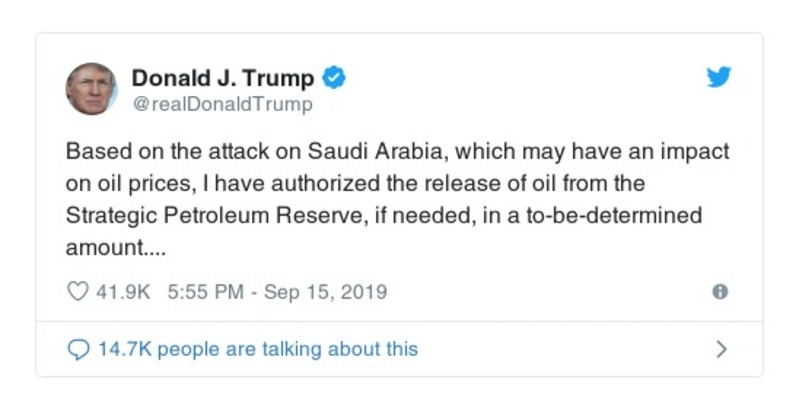 Donald J. Trump
@realDonaldTrump
Based on the attack on Saudi Arabia, which may have an impact
on oil prices, I have authorized the release of oil from the
Strategic Petroleum Reserve, if needed, in a to-be-determined
amount....
41.9K 5:55 PM - Sep 15, 2019
14.7K people are talking about this